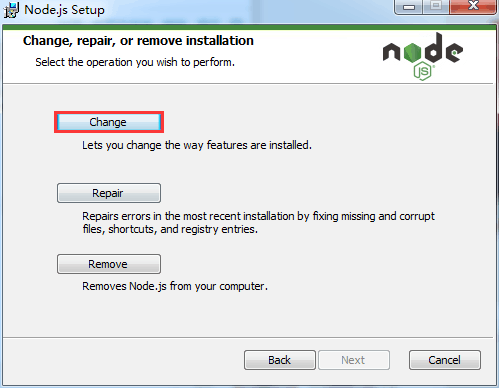 Node.js Setup
Change, repair, or remove installation
Select the operation you wish to perform.
node
JS
Change
Lets you change the way features are installed.
Repair
Repairs errors in the most recent installation by fixing missing and corrupt
files, shortcuts, and registry entries.
Remove
Removes Node.js from your computer.
Back
Next
Cancel